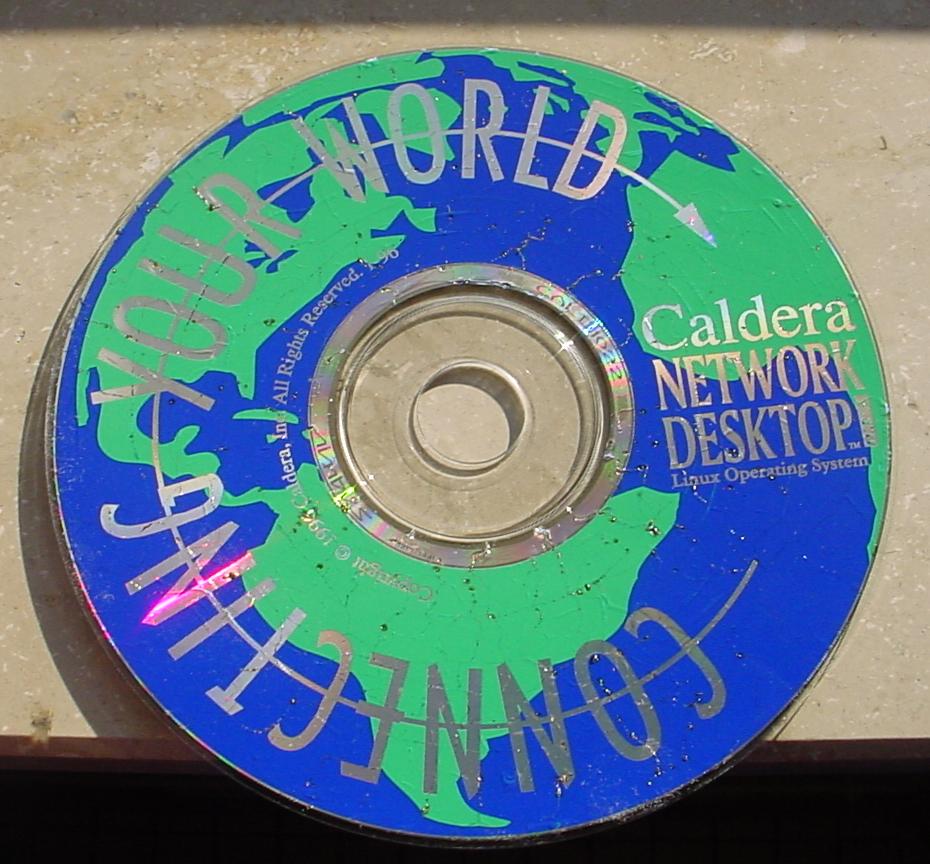 CONNECTING YOUR WORLD
Caldera
NETWORK
DESKTOP™
Linux Operating System
Copyright © 1996 Caldera, Inc. All Rights Reserved. 1.96